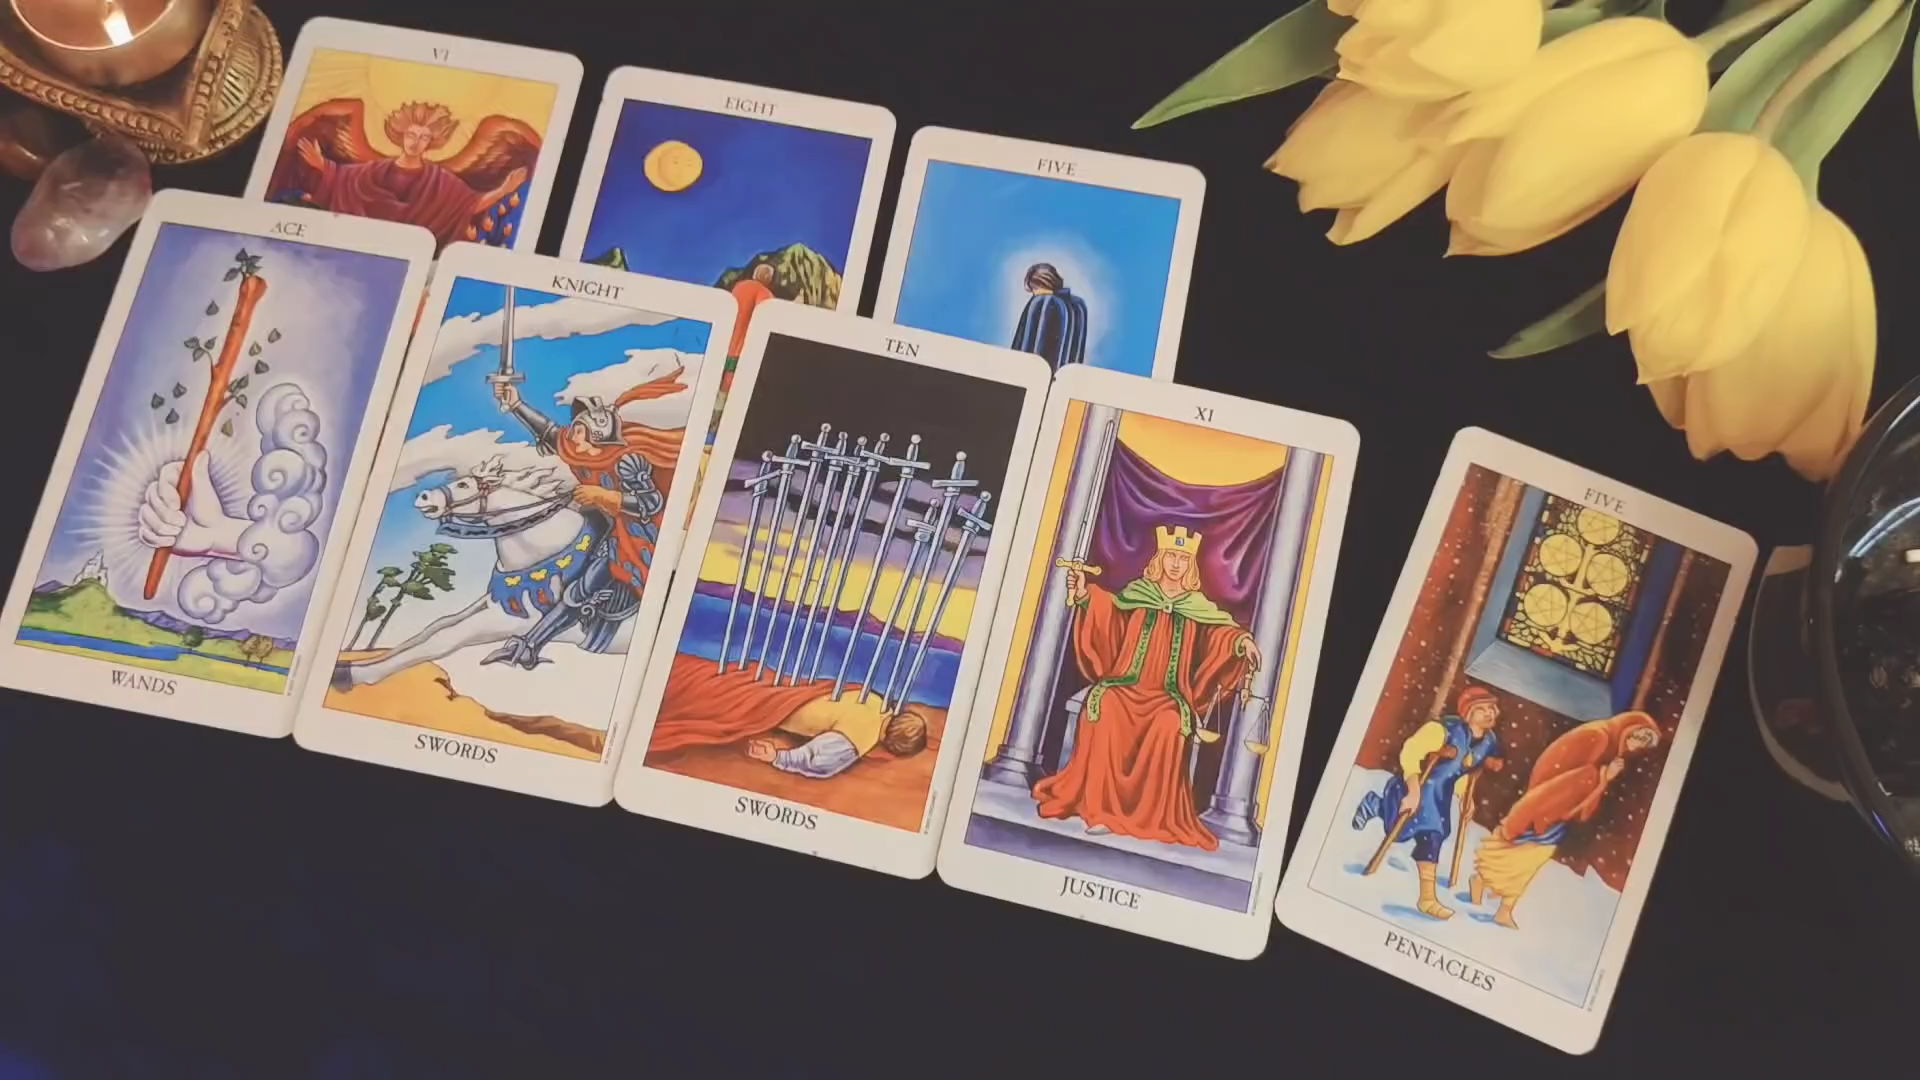 VI
EIGHT
FIVE
ACE
WANDS
KNIGHT
SWORDS
TEN
SWORDS
XI
JUSTICE
FIVE
PENTACLES